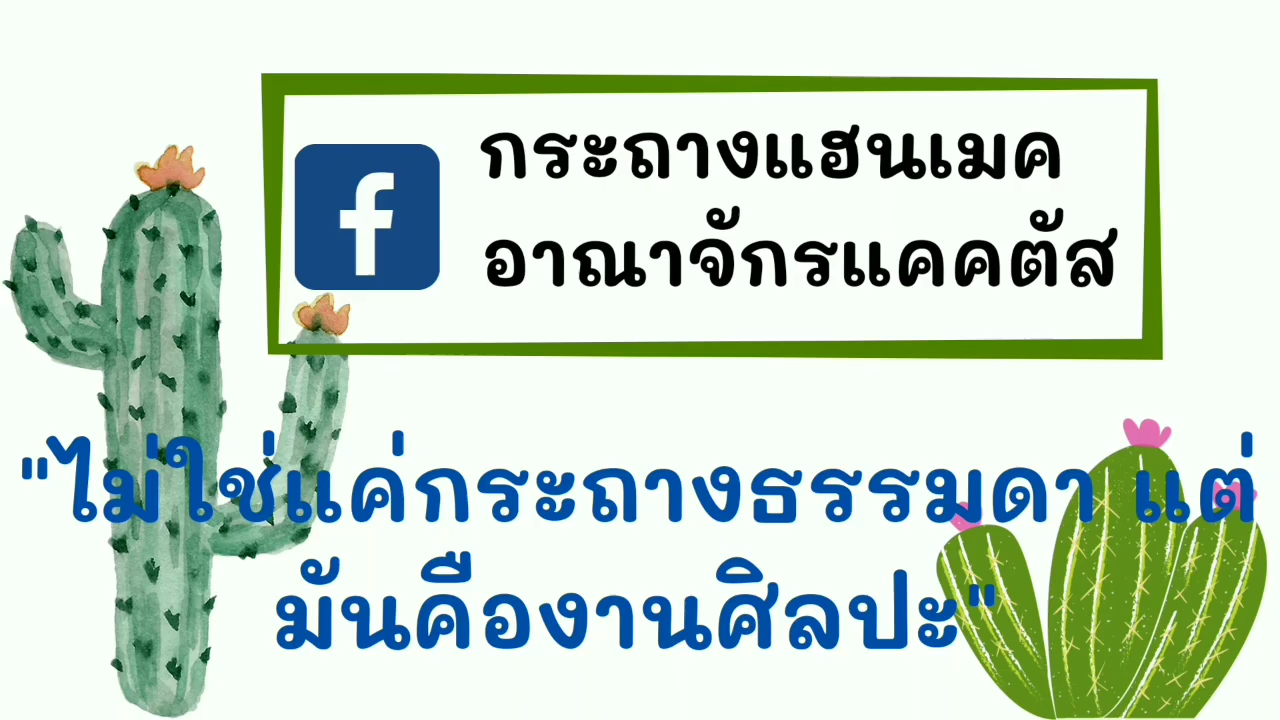 กระถางแฮนเมค
อาณาจักรแคคตัส
"ไม่ใช่แค่กระถางธรรมดา แต่
มันคืองานศิลปะ"